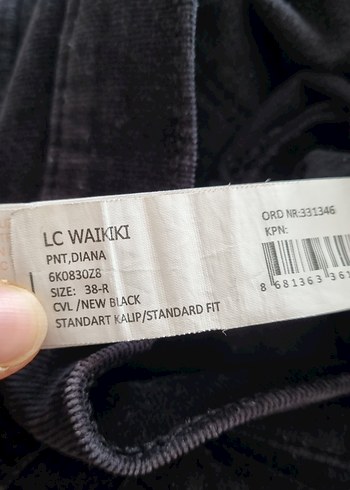 LC WAIKIKI
PNT,DIANA
6K0830Z8
SIZE: 38-R
CVL /NEW BLACK
STANDART KALIP/STANDARD FIT
ORD NR:331346
KPN:
8 681363 361